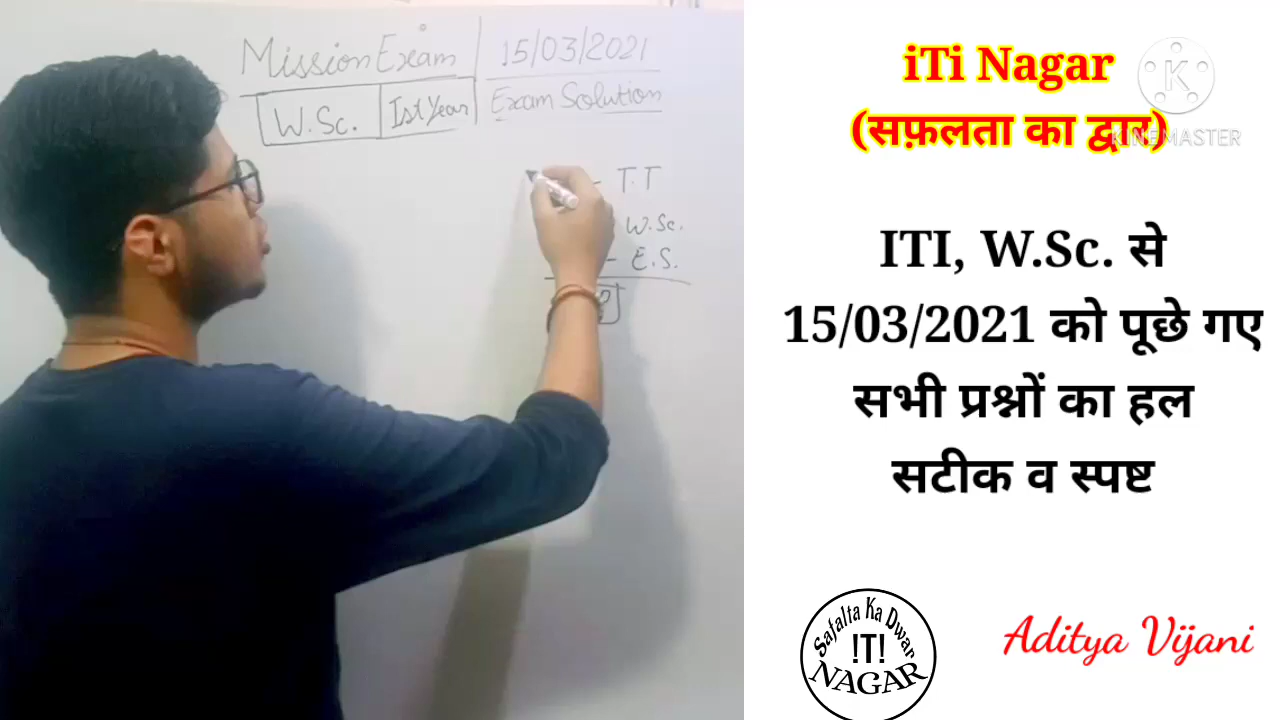 Mission Exam
15/03/2021
W.Sc.
Ist Year
Exam Solution
- T.T
W.Sc.
- E.S.
iTi Nagar
(सफ़लता का द्वार)
KINEMASTER
ITI, W.Sc. से
15/03/2021 को पूछे गए
सभी प्रश्नों का हल
सटीक व स्पष्ट
Safalta Ka Dwar
!T!
NAGAR
Aditya Vijani